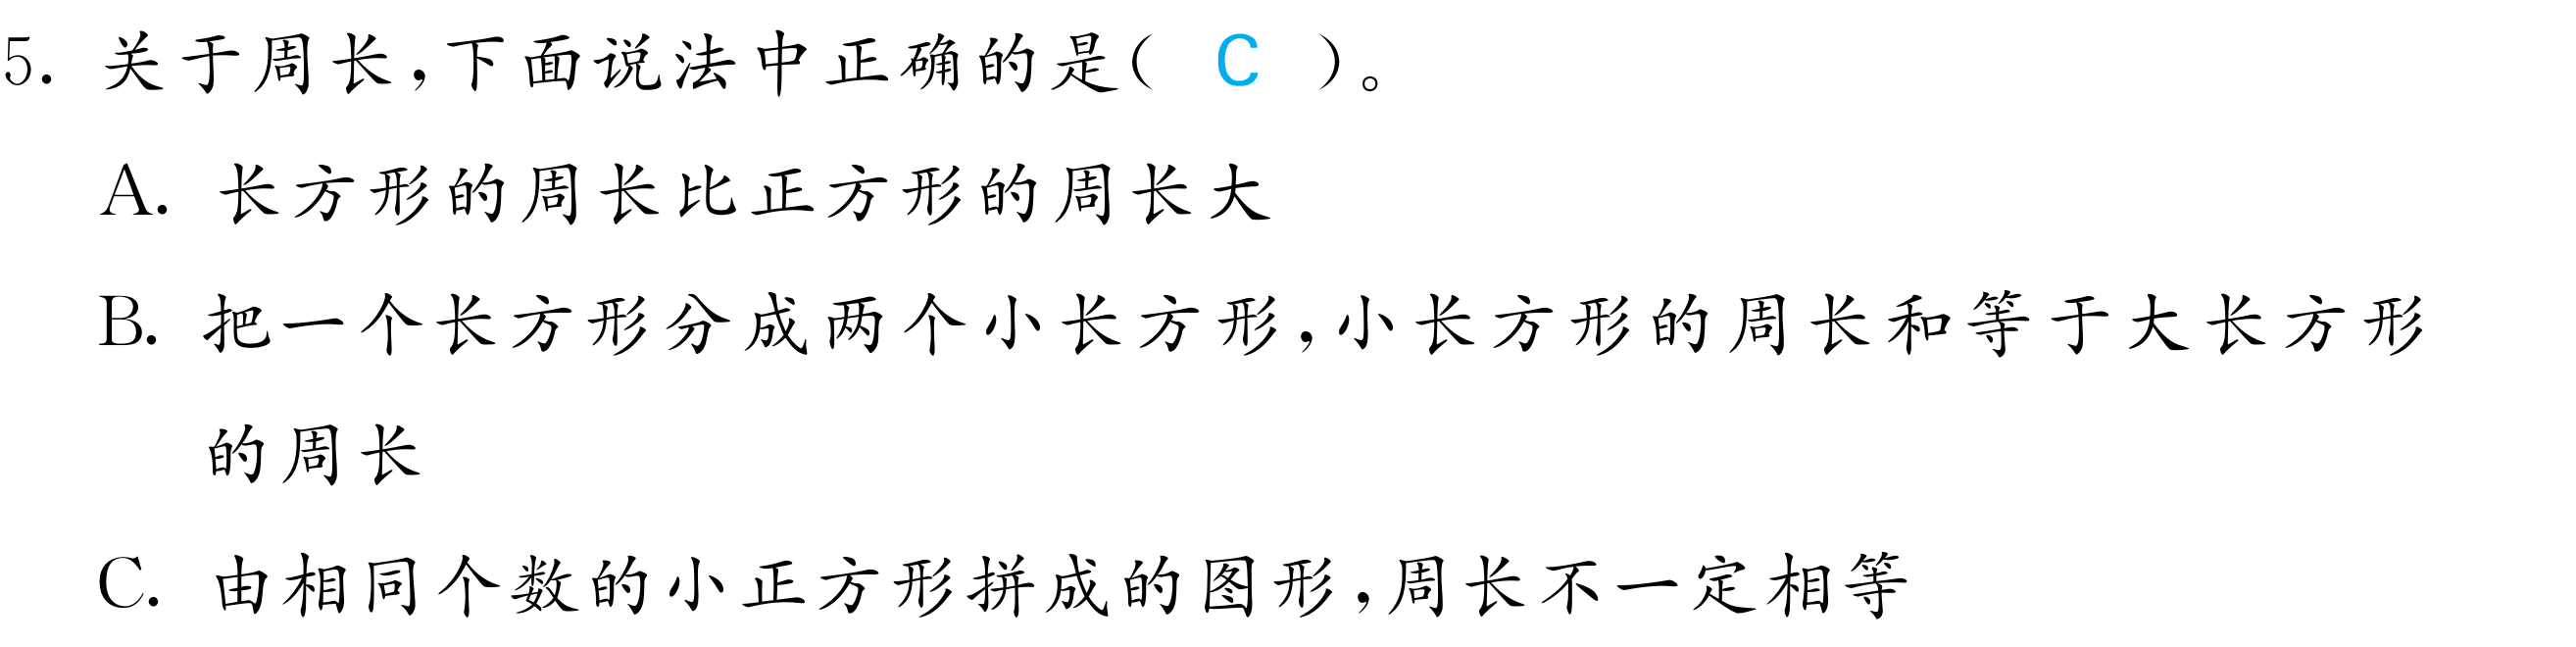 5. 关于周长,下面说法中正确的是( C )。
A. 长方形的周长比正方形的周长大
B. 把一个长方形分成两个小长方形,小长方形的周长和等于大长方形
的周长
C. 由相同个数的小正方形拼成的图形,周长不一定相等